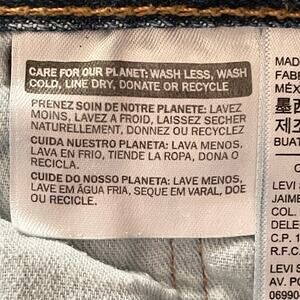 CARE FOR OUR PLANET: WASH LESS, WASH
COLD, LINE DRY, DONATE OR RECYCLE
PRENEZ SOIN DE NOTRE PLANETE: LAVEZ
MOINS, LAVEZ A FROID, LAISSEZ SECHER
NATURELLEMENT, DONNEZ OU RECYCLEZ
CUIDA NUESTRO PLANETA: LAVA MENOS,
LAVA EN FRÍO, TIENDE LA ROPA, DONA O
RECICLA.
CUIDE DO NOSSO PLANETA: LAVE MENOS,
LAVE EM ÁGUA FRIA, SEQUE EM VARAL, DOE
OU RECICLE.
MAD
FABR
MÉX
墨
제조
BUAT
LEVI
JAIME
COL
DELE
C.P. 1
R.F.C.
LEVI S
AV. PO
06990